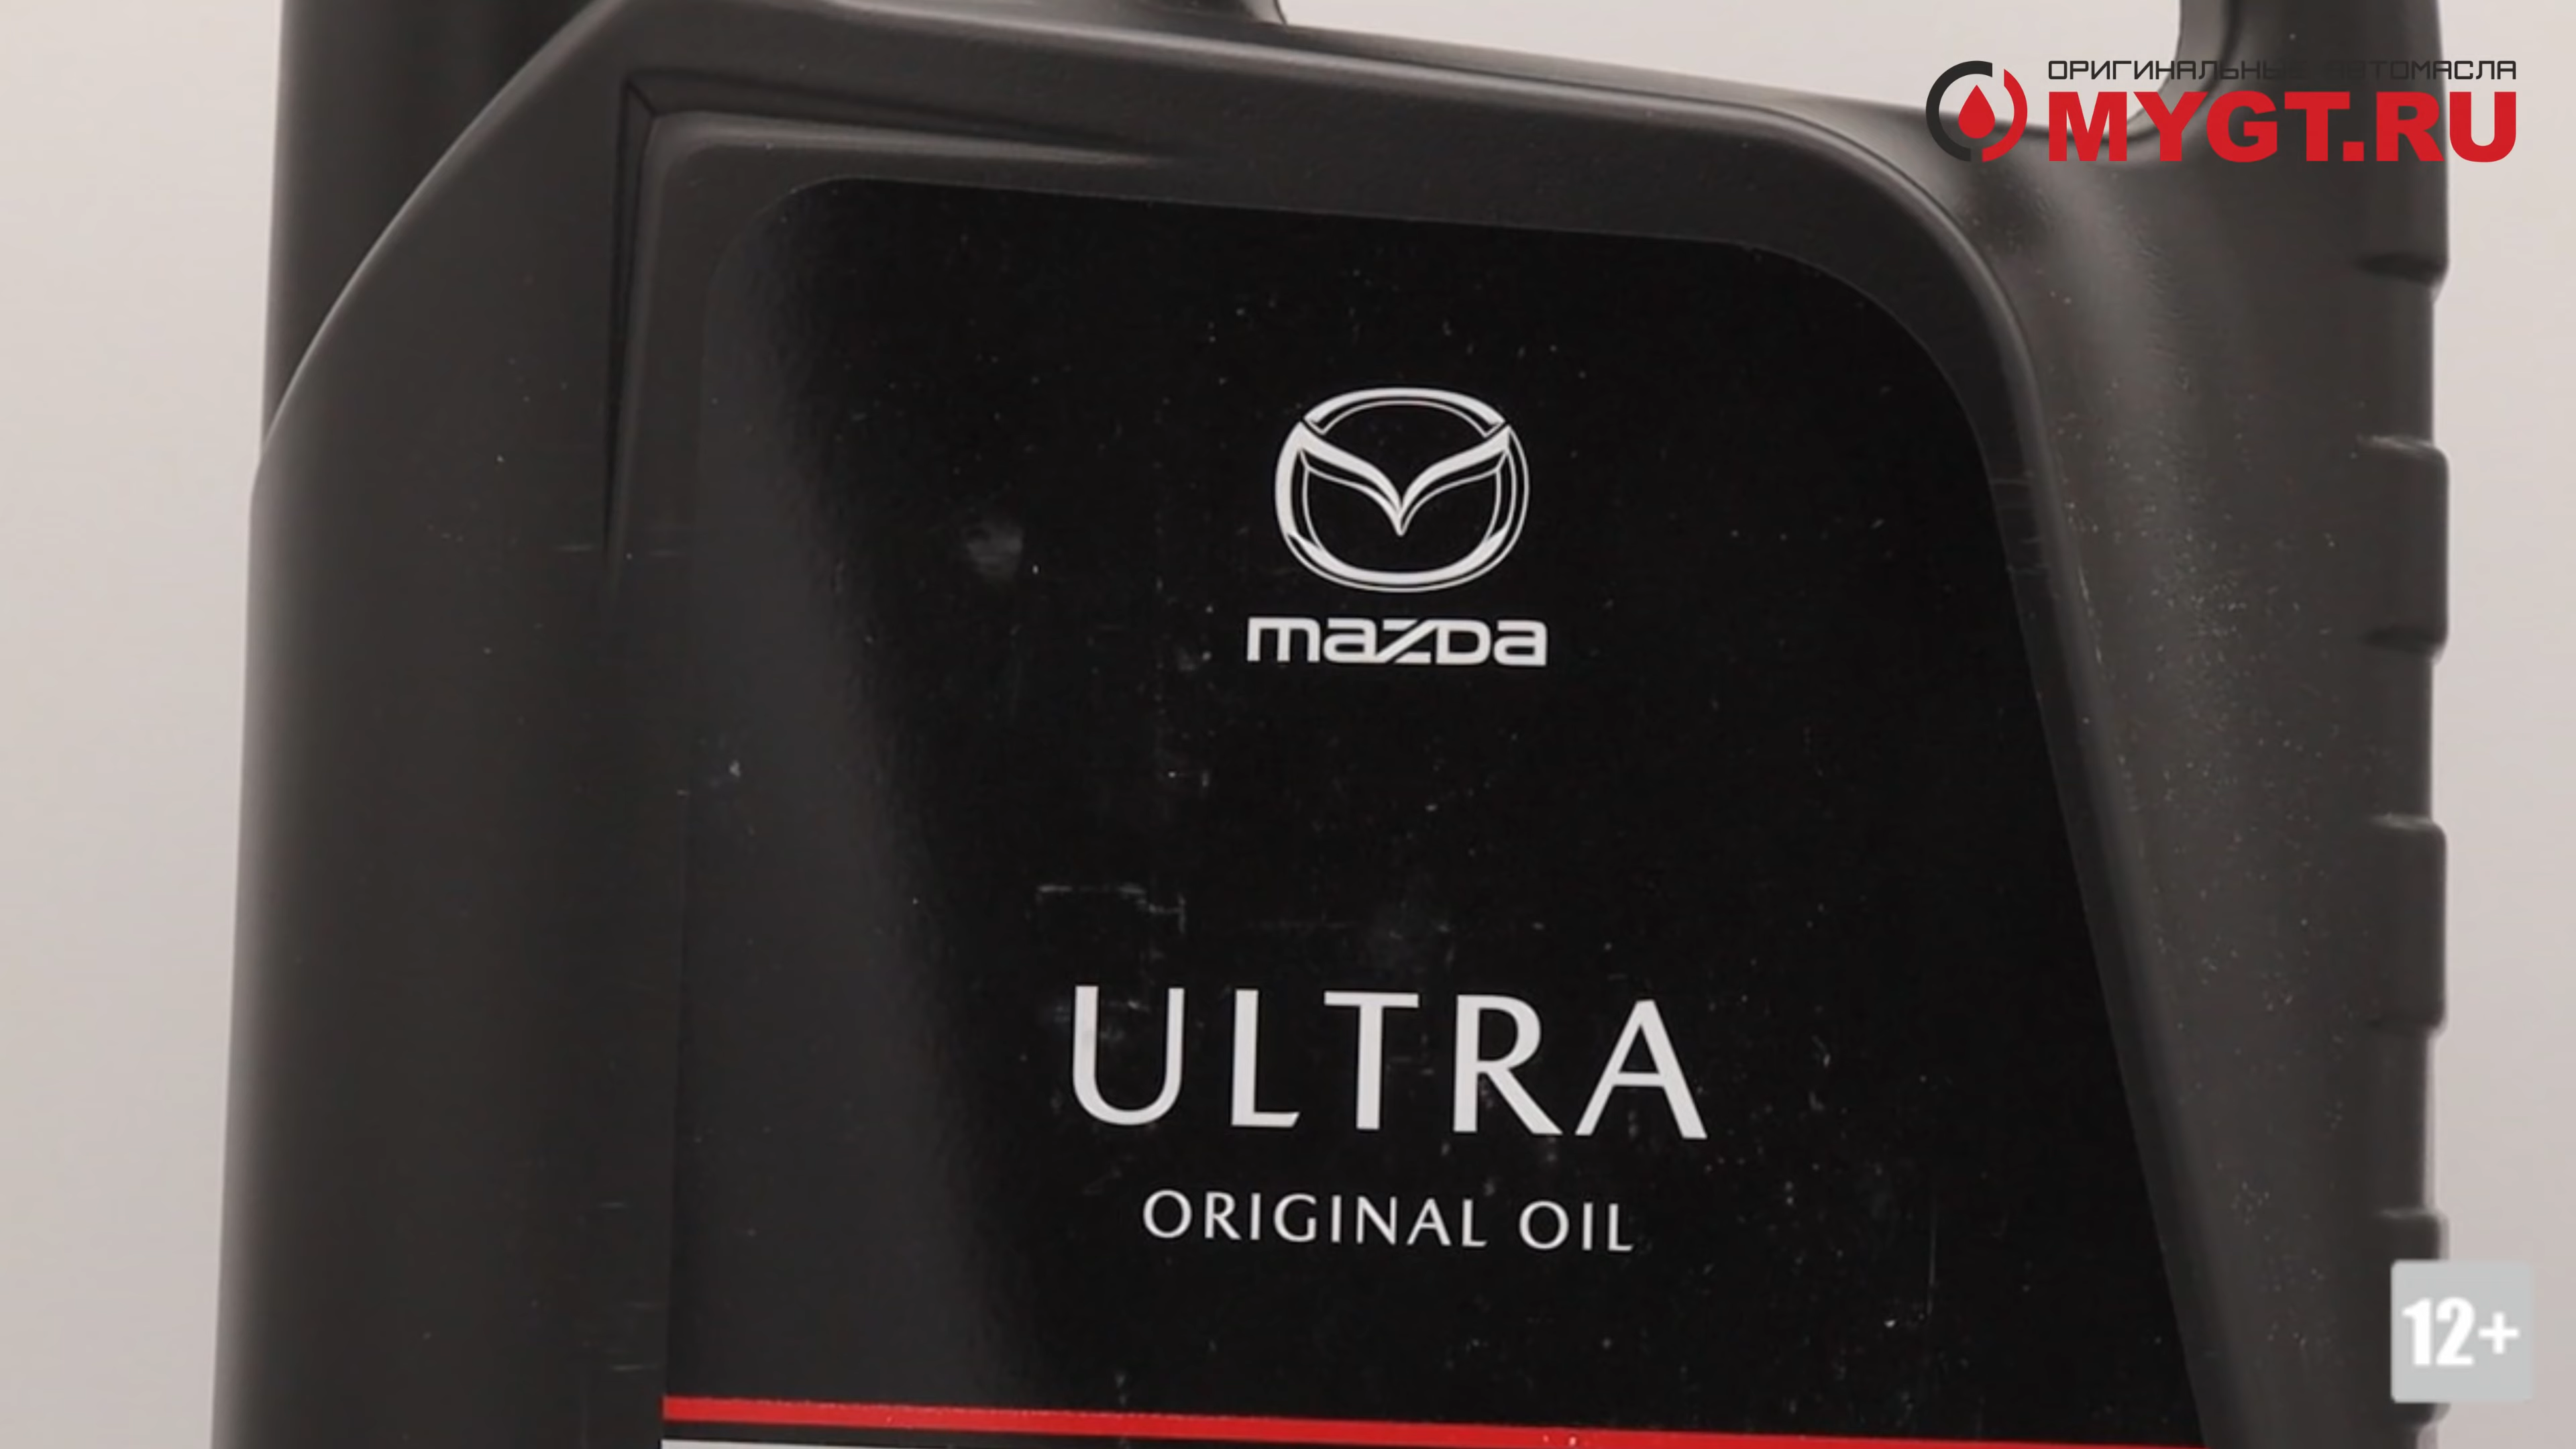 ОРИГИНАЛЬНЫЕ АВТОМАСЛА
MYGT.RU
mazda
ULTRA
ORIGINAL OIL
12+